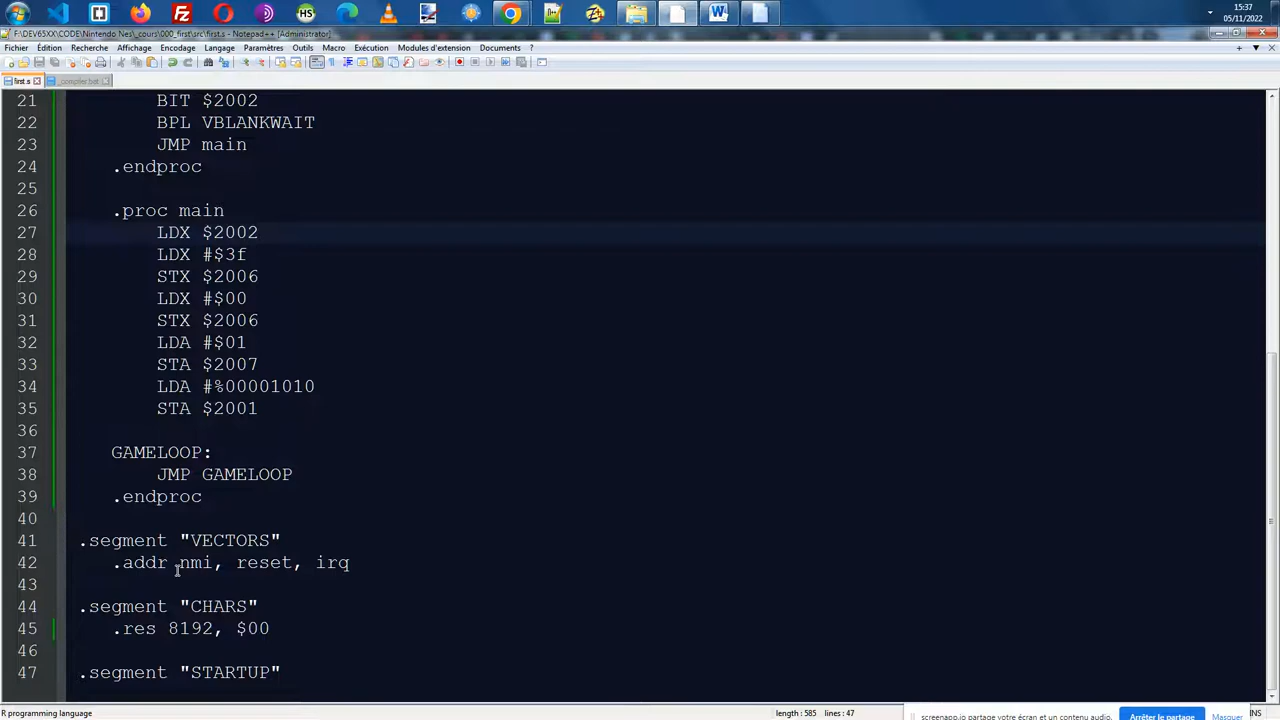 15:37
05/11/2022
F:\DEV65XX\CODE\Nintendo Nes\_cours\000_first\src\first.s - Notepad++ [Administrator]
Fichier Édition Recherche Affichage Encodage Langage Paramètres Outils Macro Exécution Modules d'extension Documents ?
first.s _compiler.bat
21 BIT $2002
22 BPL VBLANKWAIT
23 JMP main
24 .endproc
25
26 .proc main
27 LDX $2002
28 LDX #$3f
29 STX $2006
30 LDX #$00
31 STX $2006
32 LDA #$01
33 STA $2007
34 LDA #%00001010
35 STA $2001
36
37 GAMELOOP:
38 JMP GAMELOOP
39 .endproc
40
41 .segment "VECTORS"
42 .addr nmi, reset, irq
43
44 .segment "CHARS"
45 .res 8192, $00
46
47 .segment "STARTUP"
R programming language length : 585 lines : 47 INS
screenapp.io partage votre écran et un contenu audio. Arrêter le partage Masquer